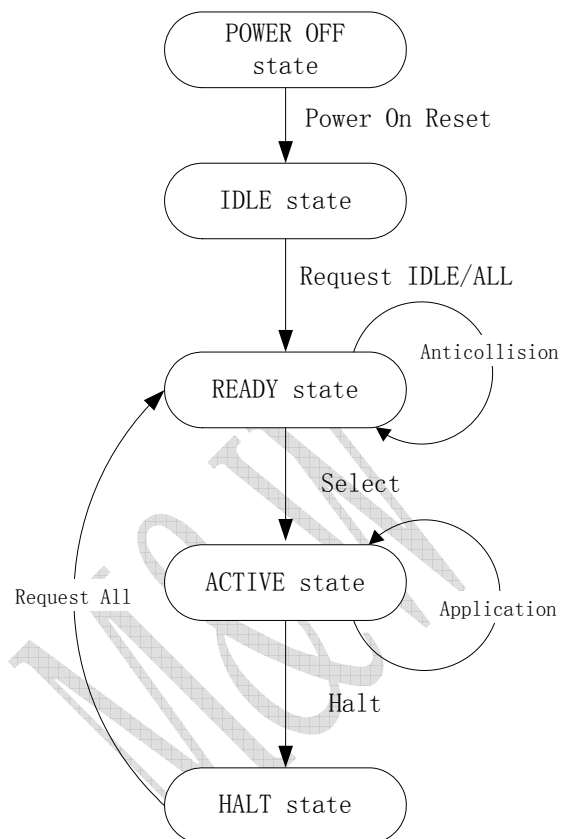 POWER OFF
state
Power On Reset
IDLE state
Request IDLE/ALL
Anticollision
READY state
Select
ACTIVE state
Request All
Application
Halt
HALT state
M&W